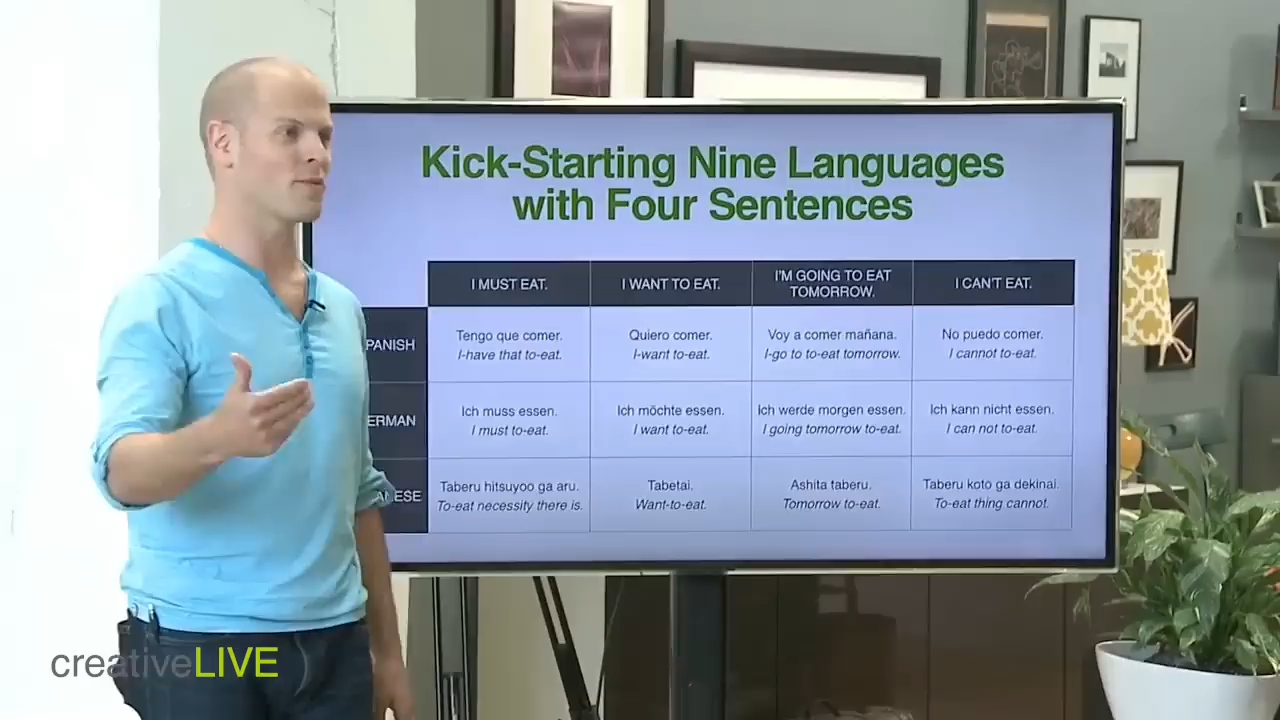 Kick-Starting Nine Languages
with Four Sentences
I MUST EAT.
I WANT TO EAT.
I'M GOING TO EAT
TOMORROW.
I CAN'T EAT.
PANISH
Tengo que comer.
I-have that to-eat.
Quiero comer.
I-want to-eat.
Voy a comer mañana.
I-go to to-eat tomorrow.
No puedo comer.
I cannot to-eat.
ERMAN
Ich muss essen.
I must to-eat.
Ich möchte essen.
I want to-eat.
Ich werde morgen essen.
I going tomorrow to-eat.
Ich kann nicht essen.
I can not to-eat.
NESE
Taberu hitsuyoo ga aru.
To-eat necessity there is.
Tabetai.
Want-to-eat.
Ashita taberu.
Tomorrow to-eat.
Taberu koto ga dekinai.
To-eat thing cannot.
creativeLIVE